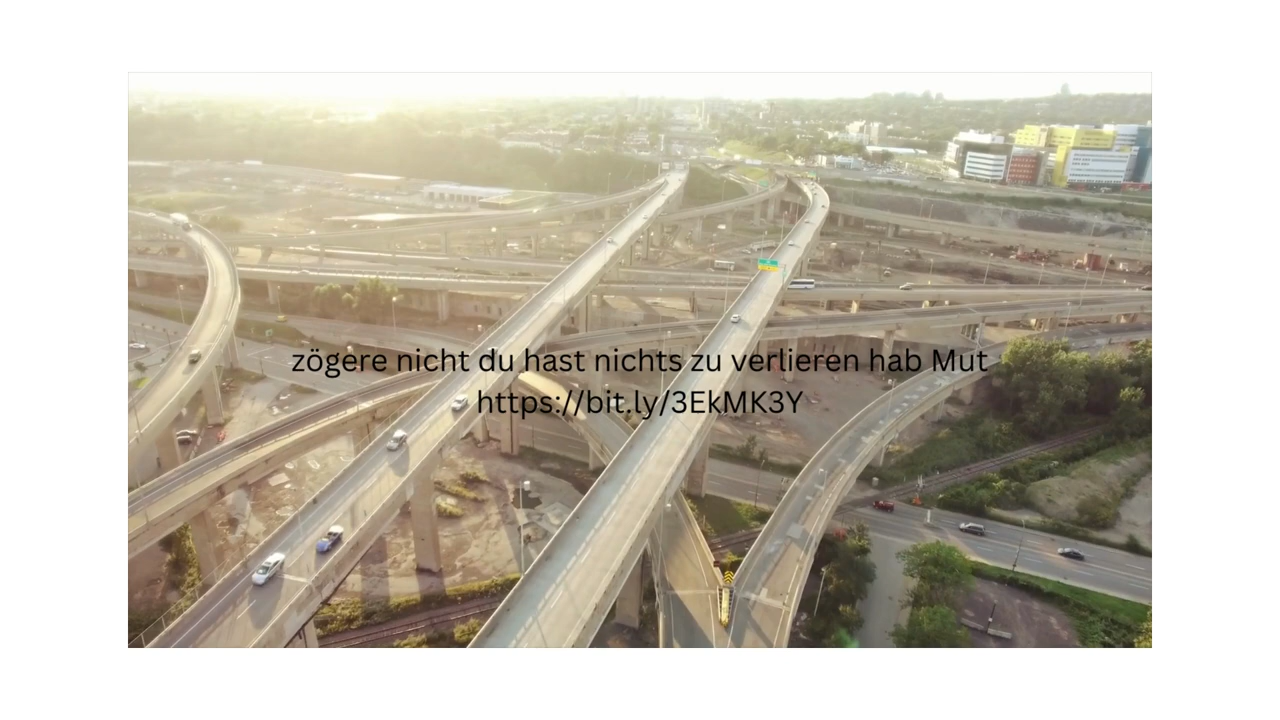 zögere nicht du hast nichts zu verlieren hab Mut
https://bit.ly/3EkMK3Y